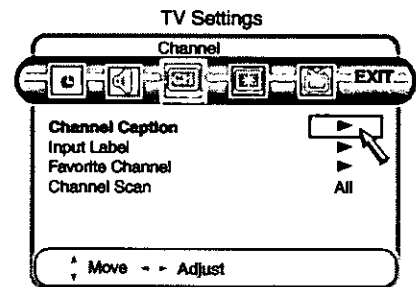 TV Settings
Channel
EXIT
Channel Caption
Input Label
Favorite Channel
Channel Scan All
Move Adjust